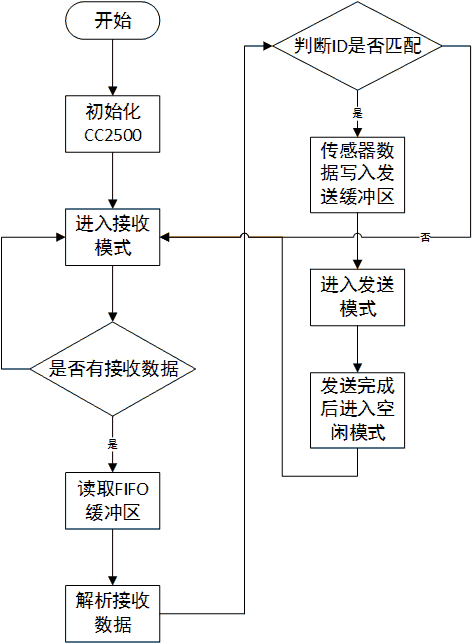 开始
初始化
CC2500
进入接收
模式
是否有接收数据
是
读取FIFO
缓冲区
解析接收
数据
判断ID是否匹配
是
传感器数
据写入发
送缓冲区
否
进入发送
模式
发送完成
后进入空
闲模式